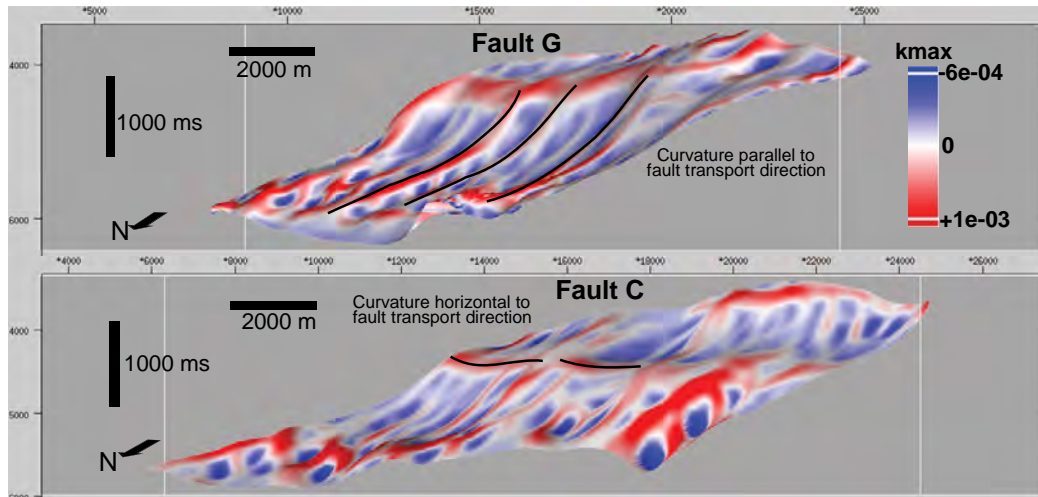 *5000 *10000 *15000 *20000 *25000
Fault G
2000 m
kmax
-6e-04
4000
1000 ms
0
Curvature parallel to
fault transport direction
+1e-03
6000
N
*4000 *6000 *8000 *10000 *12000 *14000 *16000 *18000 *20000 *22000 *24000 *26000
Fault C
2000 m
Curvature horizontal to
fault transport direction
4000
1000 ms
5000
N